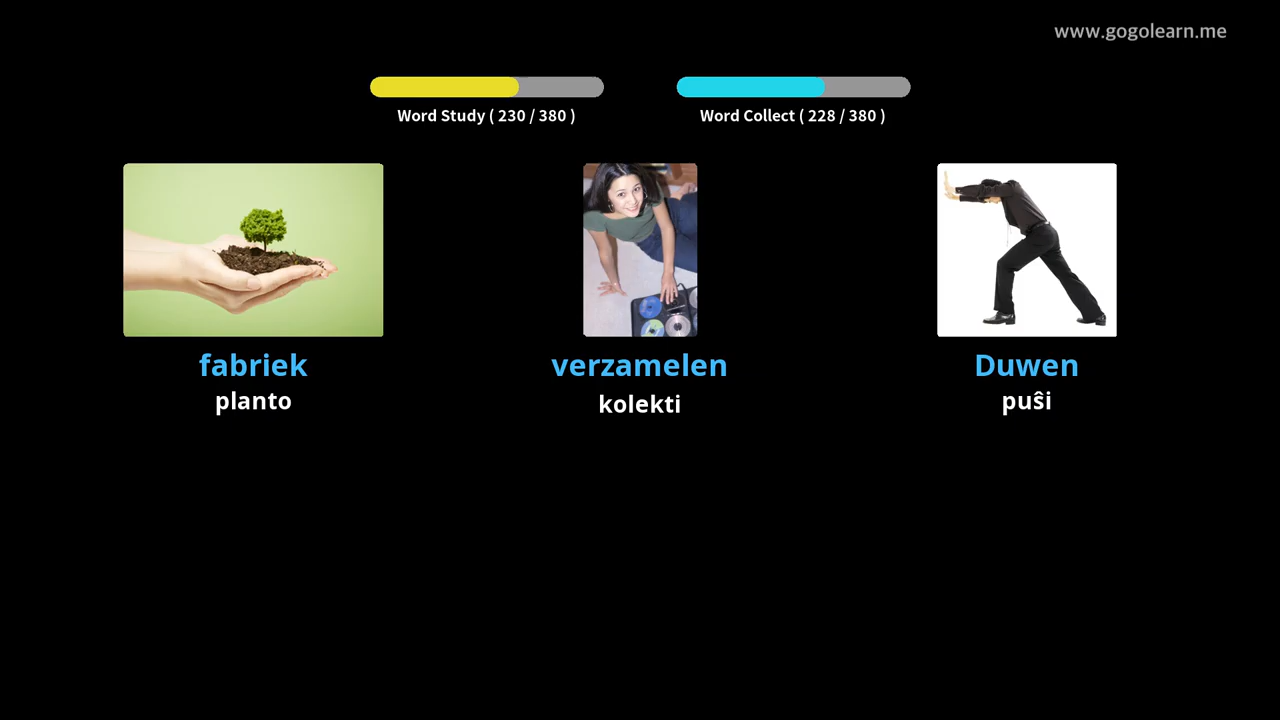 www.gogolearn.me
Word Study ( 230 / 380 )
Word Collect ( 228 / 380 )
fabriek
planto
verzamelen
kolekti
Duwen
puŝi